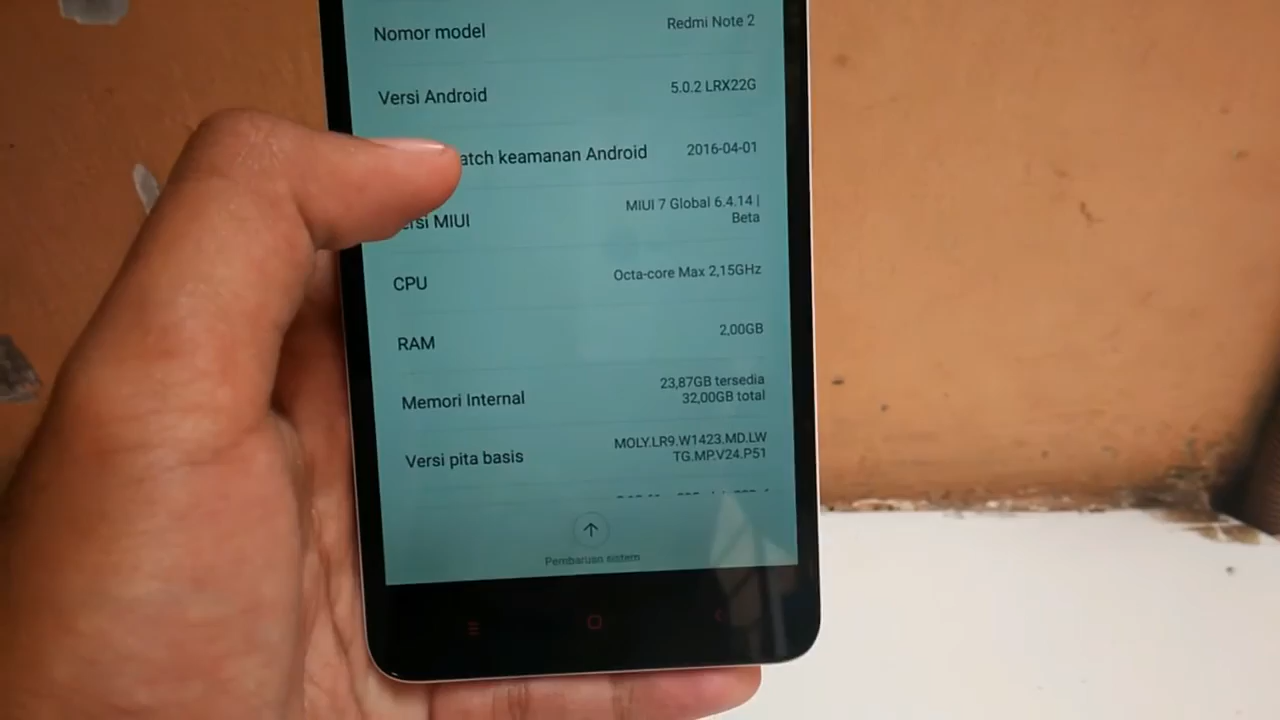 Nomor model Redmi Note 2
Versi Android 5.0.2 LRX22G
atch keamanan Android 2016-04-01
ersi MIUI MIUI 7 Global 6.4.14 |
Beta
CPU Octa-core Max 2,15GHz
RAM 2,00GB
Memori Internal 23,87GB tersedia
32,00GB total
Versi pita basis MOLY.LR9.W1423.MD.LW
TG.MP.V24.P51
Pembaruan sistem